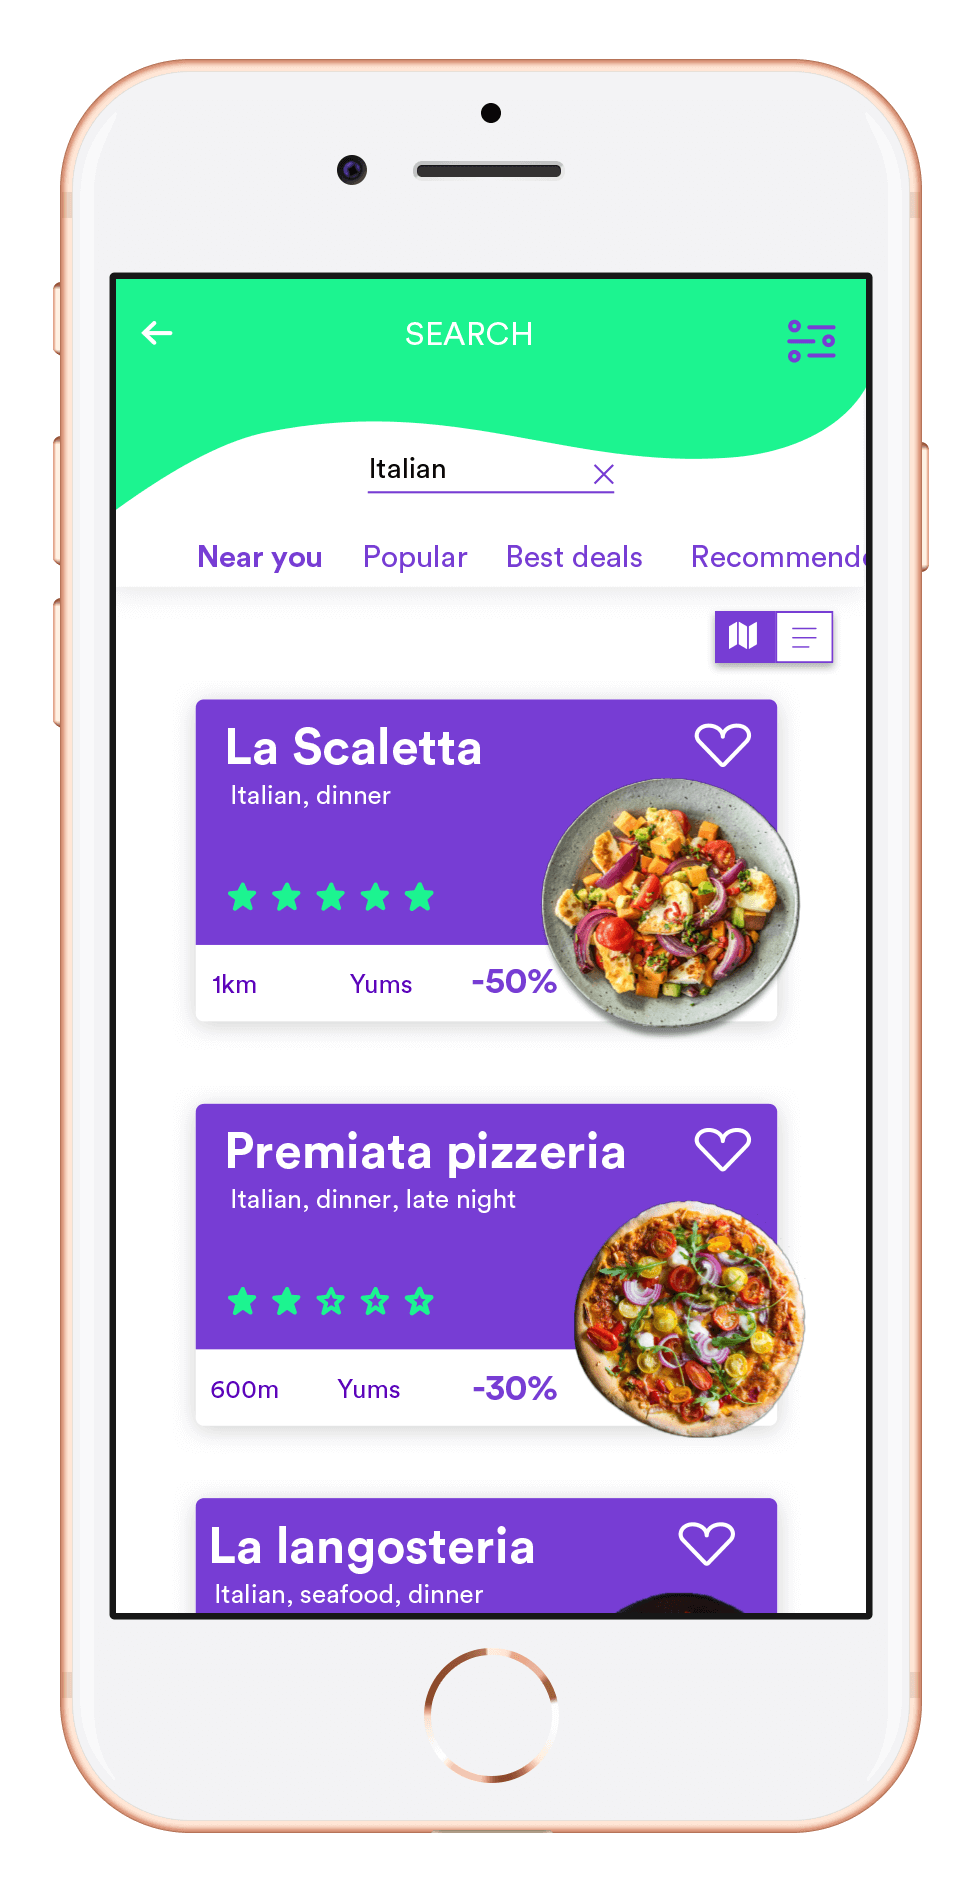 SEARCH
Italian
Near you Popular Best deals Recommende
La Scaletta
Italian, dinner
1km Yums -50%
Premiata pizzeria
Italian, dinner, late night
600m Yums -30%
La langosteria
Italian, seafood, dinner